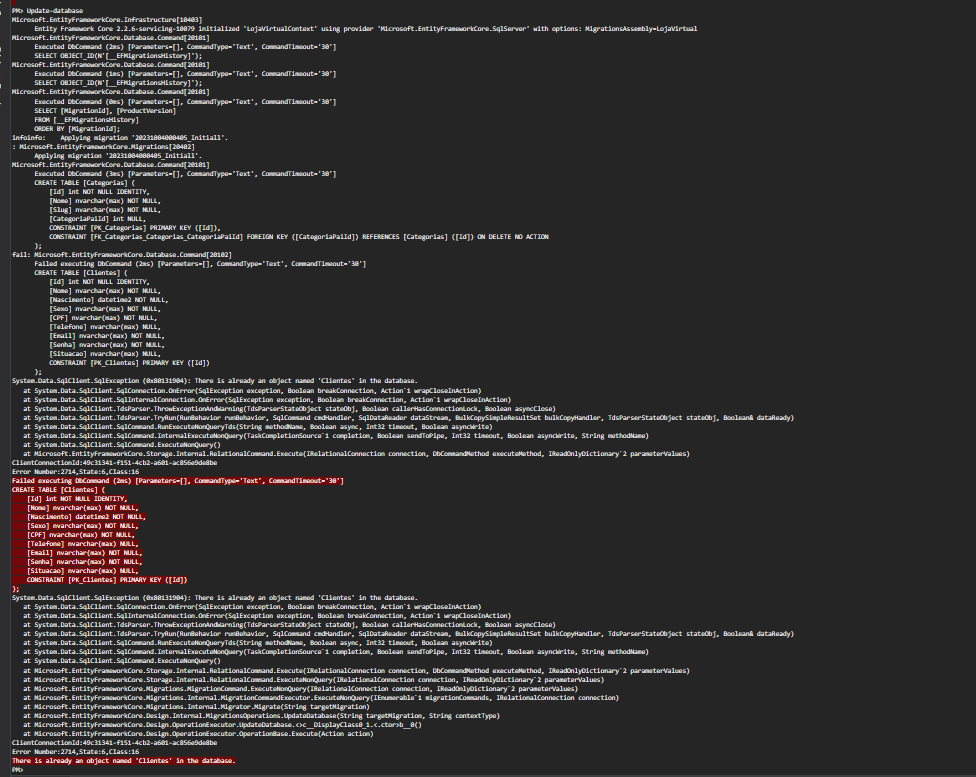 PM> Update-database
Microsoft.EntityFrameworkCore.Infrastructure[10403]
Entity Framework Core 2.2.6-servicing-10079 initialized 'LojaVirtualContext' using provider 'Microsoft.EntityFrameworkCore.SqlServer' with options: MigrationsAssembly=LojaVirtual
Microsoft.EntityFrameworkCore.Database.Command[20101]
Executed DbCommand (2ms) [Parameters=[], CommandType='Text', CommandTimeout='30']
SELECT OBJECT_ID(N'[__EFMigrationsHistory]');
Microsoft.EntityFrameworkCore.Database.Command[20101]
Executed DbCommand (1ms) [Parameters=[], CommandType='Text', CommandTimeout='30']
SELECT OBJECT_ID(N'[__EFMigrationsHistory]');
Microsoft.EntityFrameworkCore.Database.Command[20101]
Executed DbCommand (0ms) [Parameters=[], CommandType='Text', CommandTimeout='30']
SELECT [MigrationId], [ProductVersion]
FROM [__EFMigrationsHistory]
ORDER BY [MigrationId];
infoinfo:    Applying migration '20231004000405_Initiall'.
: Microsoft.EntityFrameworkCore.Migrations[20402]
Applying migration '20231004000405_Initiall'.
Microsoft.EntityFrameworkCore.Database.Command[20101]
Executed DbCommand (3ms) [Parameters=[], CommandType='Text', CommandTimeout='30']
CREATE TABLE [Categorias] (
[Id] int NOT NULL IDENTITY,
[Nome] nvarchar(max) NOT NULL,
[Slug] nvarchar(max) NOT NULL,
[CategoriaPaiId] int NULL,
CONSTRAINT [PK_Categorias] PRIMARY KEY ([Id]),
CONSTRAINT [FK_Categorias_Categorias_CategoriaPaiId] FOREIGN KEY ([CategoriaPaiId]) REFERENCES [Categorias] ([Id]) ON DELETE NO ACTION
);
fail: Microsoft.EntityFrameworkCore.Database.Command[20102]
Failed executing DbCommand (2ms) [Parameters=[], CommandType='Text', CommandTimeout='30']
CREATE TABLE [Clientes] (
[Id] int NOT NULL IDENTITY,
[Nome] nvarchar(max) NOT NULL,
[Nascimento] datetime2 NOT NULL,
[Sexo] nvarchar(max) NOT NULL,
[CPF] nvarchar(max) NOT NULL,
[Telefone] nvarchar(max) NULL,
[Email] nvarchar(max) NOT NULL,
[Senha] nvarchar(max) NOT NULL,
[Situacao] nvarchar(max) NULL,
CONSTRAINT [PK_Clientes] PRIMARY KEY ([Id])
);
System.Data.SqlClient.SqlException (0x80131904): There is already an object named 'Clientes' in the database.
at System.Data.SqlClient.SqlConnection.OnError(SqlException exception, Boolean breakConnection, Action`1 wrapCloseInAction)
at System.Data.SqlClient.SqlInternalConnection.OnError(SqlException exception, Boolean breakConnection, Action`1 wrapCloseInAction)
at System.Data.SqlClient.TdsParser.ThrowExceptionAndWarning(TdsParserStateObject stateObj, Boolean callerHasConnectionLock, Boolean asyncClose)
at System.Data.SqlClient.TdsParser.TryRun(RunBehavior runBehavior, SqlCommand cmdHandler, SqlDataReader dataStream, BulkCopySimpleResultSet bulkCopyHandler, TdsParserStateObject stateObj, Boolean& dataReady)
at System.Data.SqlClient.SqlCommand.RunExecuteNonQueryTds(String methodName, Boolean async, Int32 timeout, Boolean asyncWrite)
at System.Data.SqlClient.SqlCommand.InternalExecuteNonQuery(TaskCompletionSource`1 completion, Boolean sendToPipe, Int32 timeout, Boolean asyncWrite, String methodName)
at System.Data.SqlClient.SqlCommand.ExecuteNonQuery()
at Microsoft.EntityFrameworkCore.Storage.Internal.RelationalCommand.Execute(IRelationalConnection connection, DbCommandMethod executeMethod, IReadOnlyDictionary`2 parameterValues)
ClientConnectionId:49c31341-f151-4cb2-a601-ac856e9de8be
Error Number:2714,State:6,Class:16
Failed executing DbCommand (2ms) [Parameters=[], CommandType='Text', CommandTimeout='30']
CREATE TABLE [Clientes] (
[Id] int NOT NULL IDENTITY,
[Nome] nvarchar(max) NOT NULL,
[Nascimento] datetime2 NOT NULL,
[Sexo] nvarchar(max) NOT NULL,
[CPF] nvarchar(max) NOT NULL,
[Telefone] nvarchar(max) NULL,
[Email] nvarchar(max) NOT NULL,
[Senha] nvarchar(max) NOT NULL,
[Situacao] nvarchar(max) NULL,
CONSTRAINT [PK_Clientes] PRIMARY KEY ([Id])
);
System.Data.SqlClient.SqlException (0x80131904): There is already an object named 'Clientes' in the database.
at System.Data.SqlClient.SqlConnection.OnError(SqlException exception, Boolean breakConnection, Action`1 wrapCloseInAction)
at System.Data.SqlClient.SqlInternalConnection.OnError(SqlException exception, Boolean breakConnection, Action`1 wrapCloseInAction)
at System.Data.SqlClient.TdsParser.ThrowExceptionAndWarning(TdsParserStateObject stateObj, Boolean callerHasConnectionLock, Boolean asyncClose)
at System.Data.SqlClient.TdsParser.TryRun(RunBehavior runBehavior, SqlCommand cmdHandler, SqlDataReader dataStream, BulkCopySimpleResultSet bulkCopyHandler, TdsParserStateObject stateObj, Boolean& dataReady)
at System.Data.SqlClient.SqlCommand.RunExecuteNonQueryTds(String methodName, Boolean async, Int32 timeout, Boolean asyncWrite)
at System.Data.SqlClient.SqlCommand.InternalExecuteNonQuery(TaskCompletionSource`1 completion, Boolean sendToPipe, Int32 timeout, Boolean asyncWrite, String methodName)
at System.Data.SqlClient.SqlCommand.ExecuteNonQuery()
at Microsoft.EntityFrameworkCore.Storage.Internal.RelationalCommand.Execute(IRelationalConnection connection, DbCommandMethod executeMethod, IReadOnlyDictionary`2 parameterValues)
at Microsoft.EntityFrameworkCore.Storage.Internal.RelationalCommand.ExecuteNonQuery(IRelationalConnection connection, IReadOnlyDictionary`2 parameterValues)
at Microsoft.EntityFrameworkCore.Migrations.MigrationCommand.ExecuteNonQuery(IRelationalConnection connection, IReadOnlyDictionary`2 parameterValues)
at Microsoft.EntityFrameworkCore.Migrations.Internal.MigrationCommandExecutor.ExecuteNonQuery(IEnumerable`1 migrationCommands, IRelationalConnection connection)
at Microsoft.EntityFrameworkCore.Migrations.Internal.Migrator.Migrate(String targetMigration)
at Microsoft.EntityFrameworkCore.Design.Internal.MigrationsOperations.UpdateDatabase(String targetMigration, String contextType)
at Microsoft.EntityFrameworkCore.Design.OperationExecutor.UpdateDatabase.<>c__DisplayClass0_1.<.ctor>b__0()
at Microsoft.EntityFrameworkCore.Design.OperationExecutor.OperationBase.Execute(Action action)
ClientConnectionId:49c31341-f151-4cb2-a601-ac856e9de8be
Error Number:2714,State:6,Class:16
There is already an object named 'Clientes' in the database.
PM>